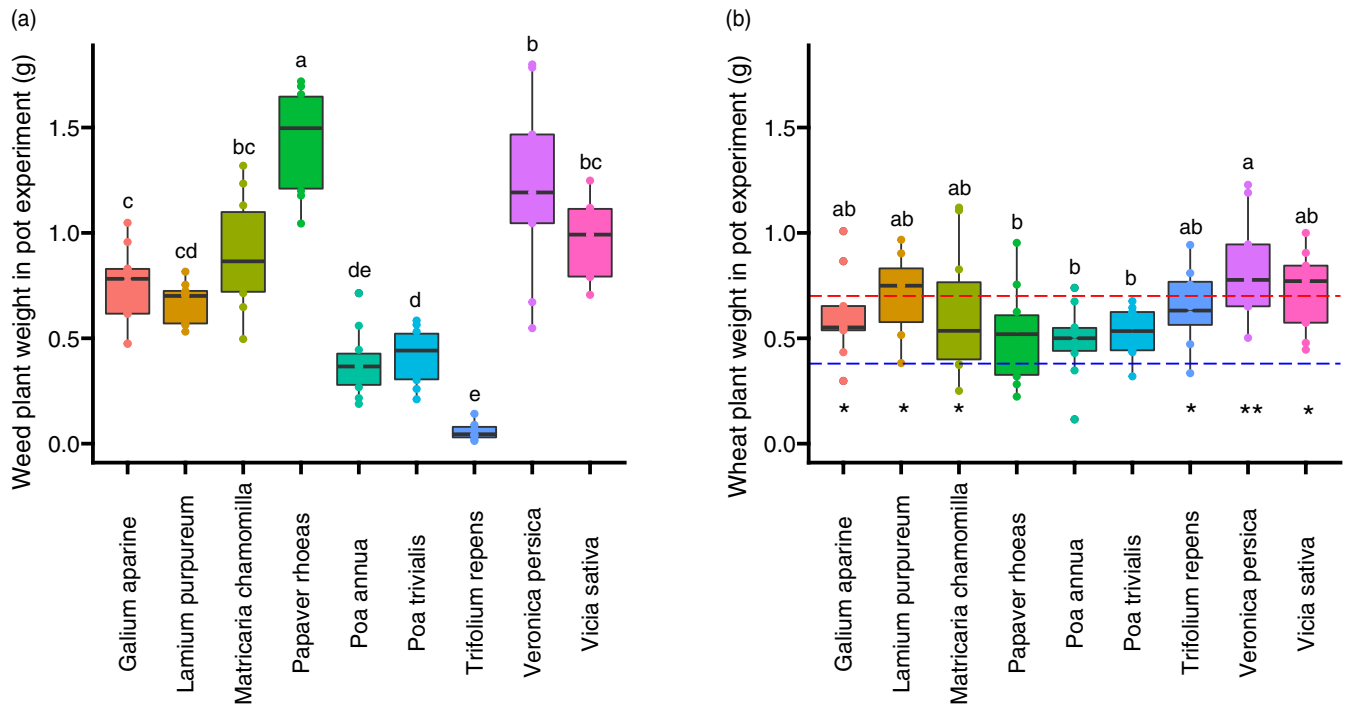 (a)
Weed plant weight in pot experiment (g)
1.5
1.0
0.5
0.0
c
cd
bc
a
de
d
e
b
bc
Galium aparine
Lamium purpureum
Matricaria chamomilla
Papaver rhoeas
Poa annua
Poa trivialis
Trifolium repens
Veronica persica
Vicia sativa
(b)
Wheat plant weight in pot experiment (g)
1.5
1.0
0.5
0.0
ab
ab
ab
b
b
b
ab
a
ab
*
*
*
*
**
*
Galium aparine
Lamium purpureum
Matricaria chamomilla
Papaver rhoeas
Poa annua
Poa trivialis
Trifolium repens
Veronica persica
Vicia sativa